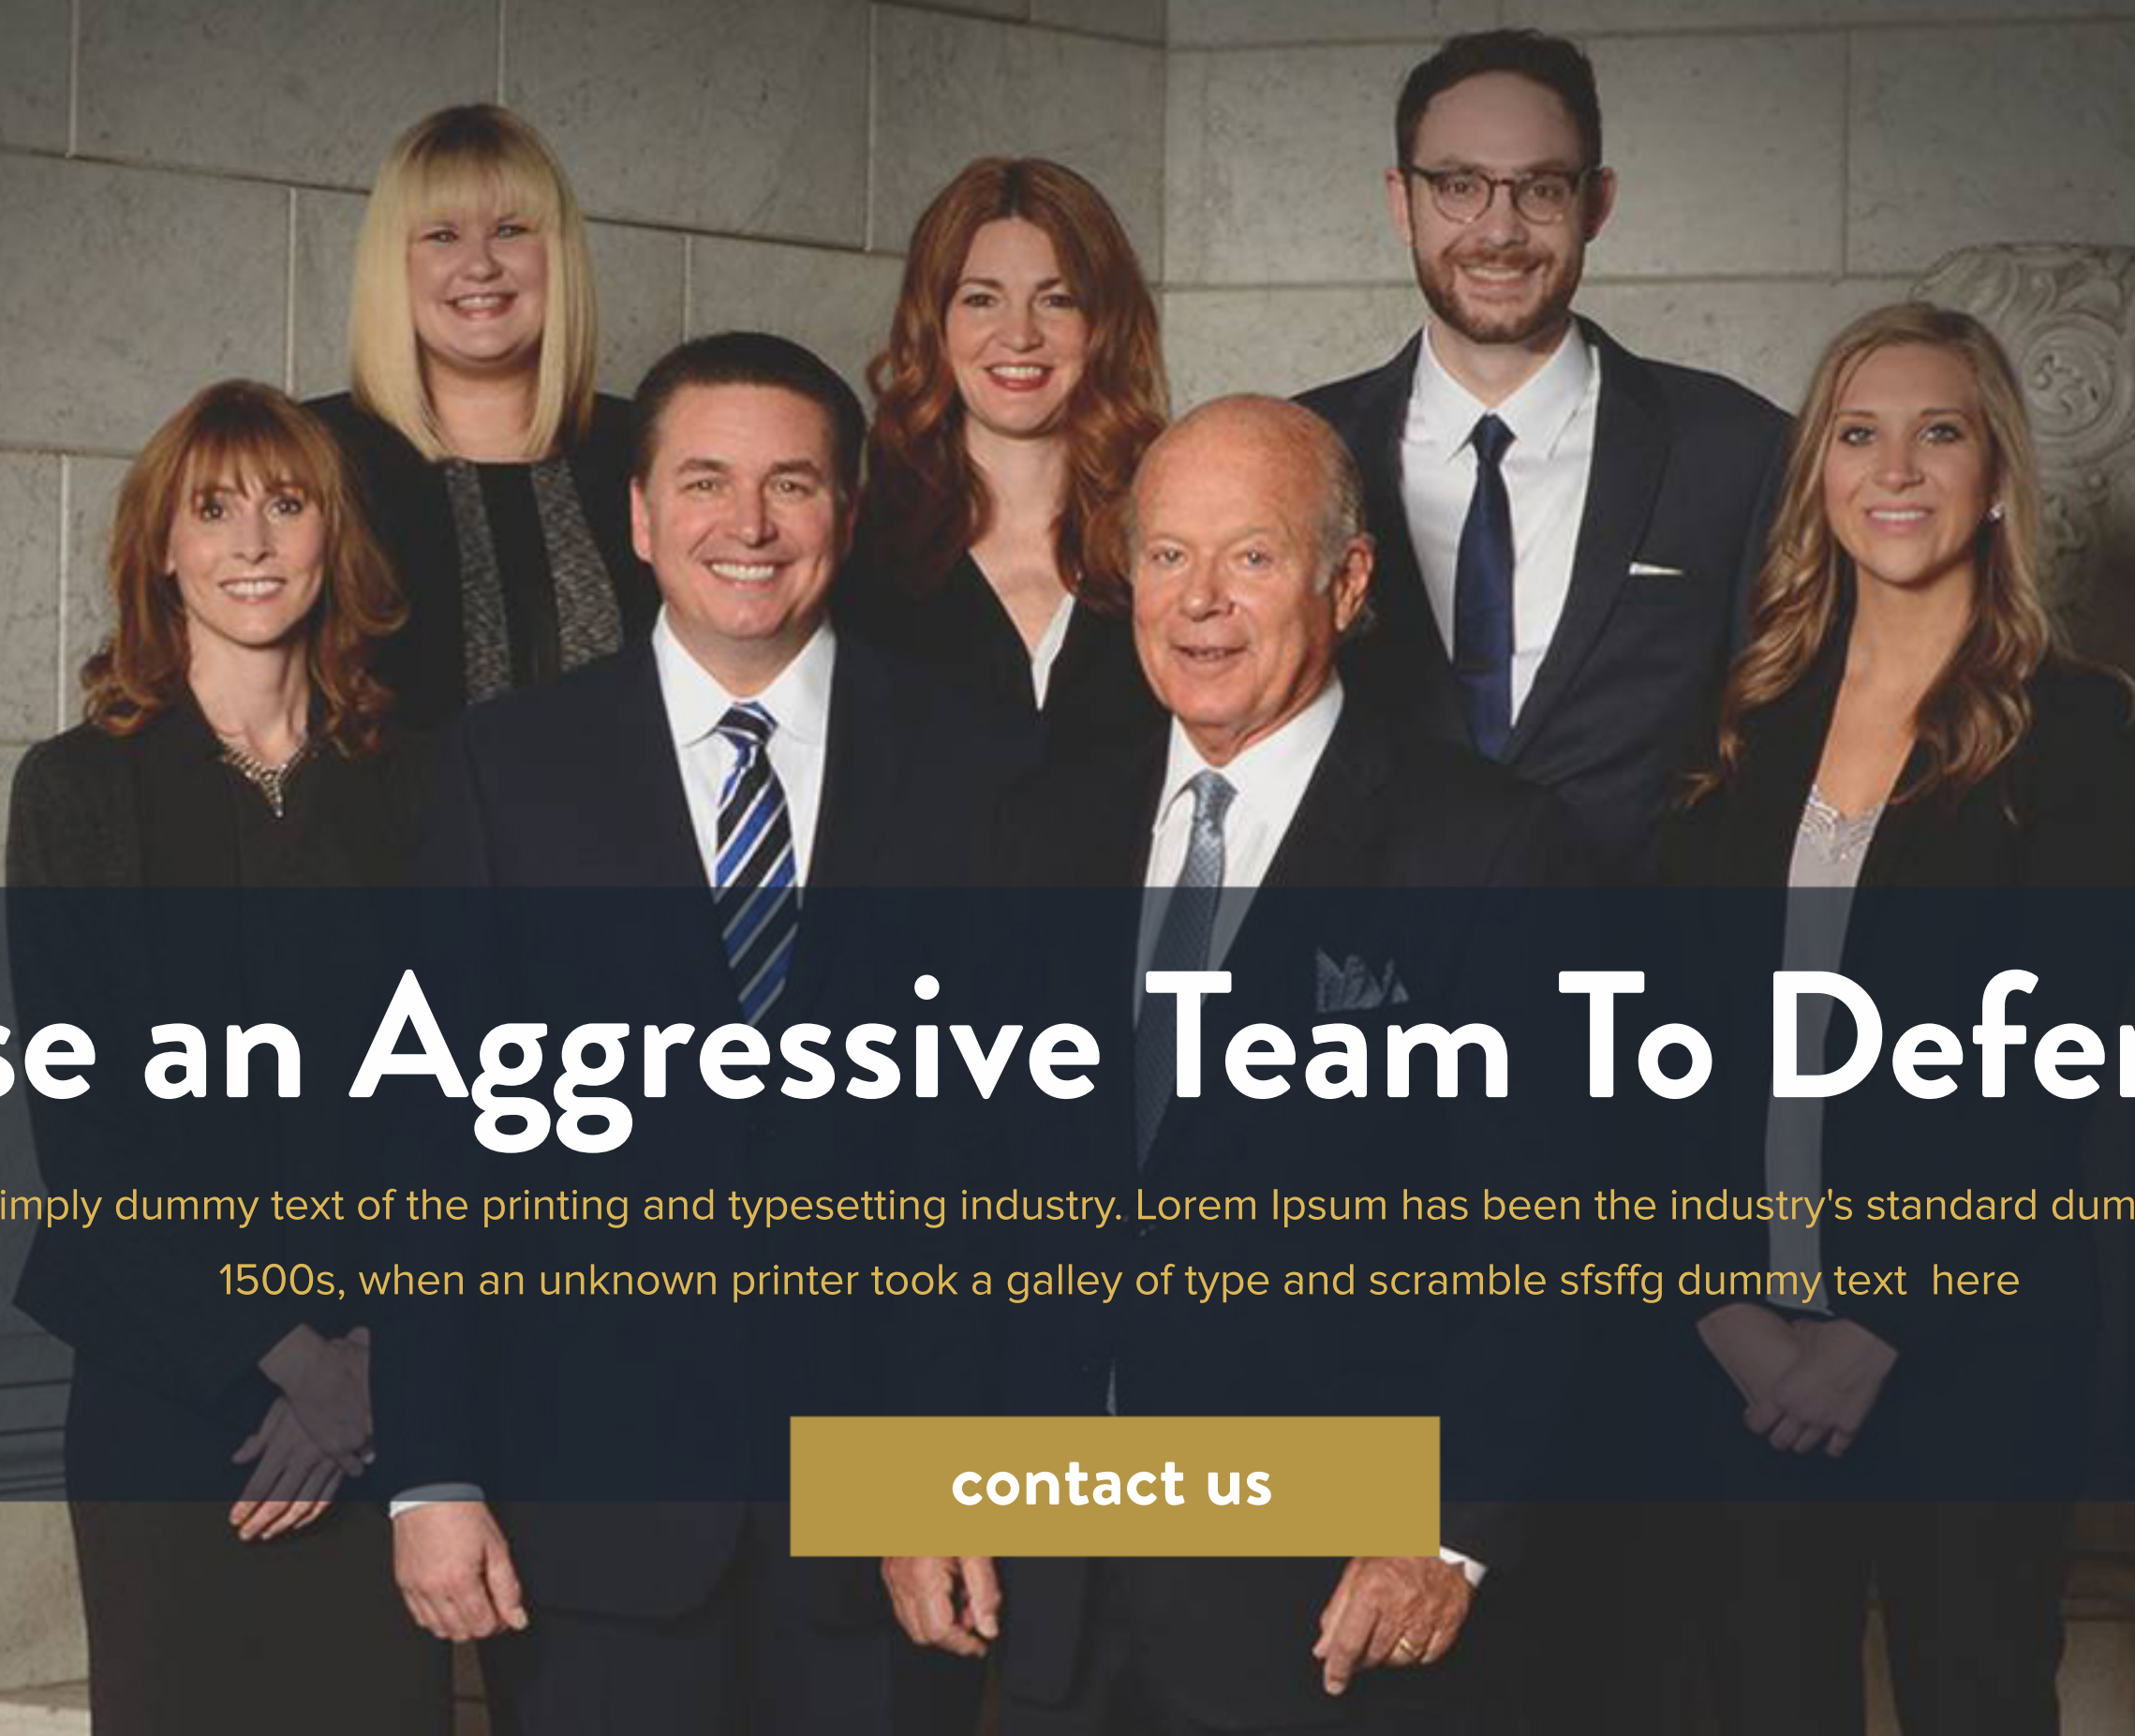 se an Aggressive Team To Defen
imply dummy text of the printing and typesetting industry. Lorem Ipsum has been the industry's standard dum
1500s, when an unknown printer took a galley of type and scramble sfsffg dummy text  here
contact us